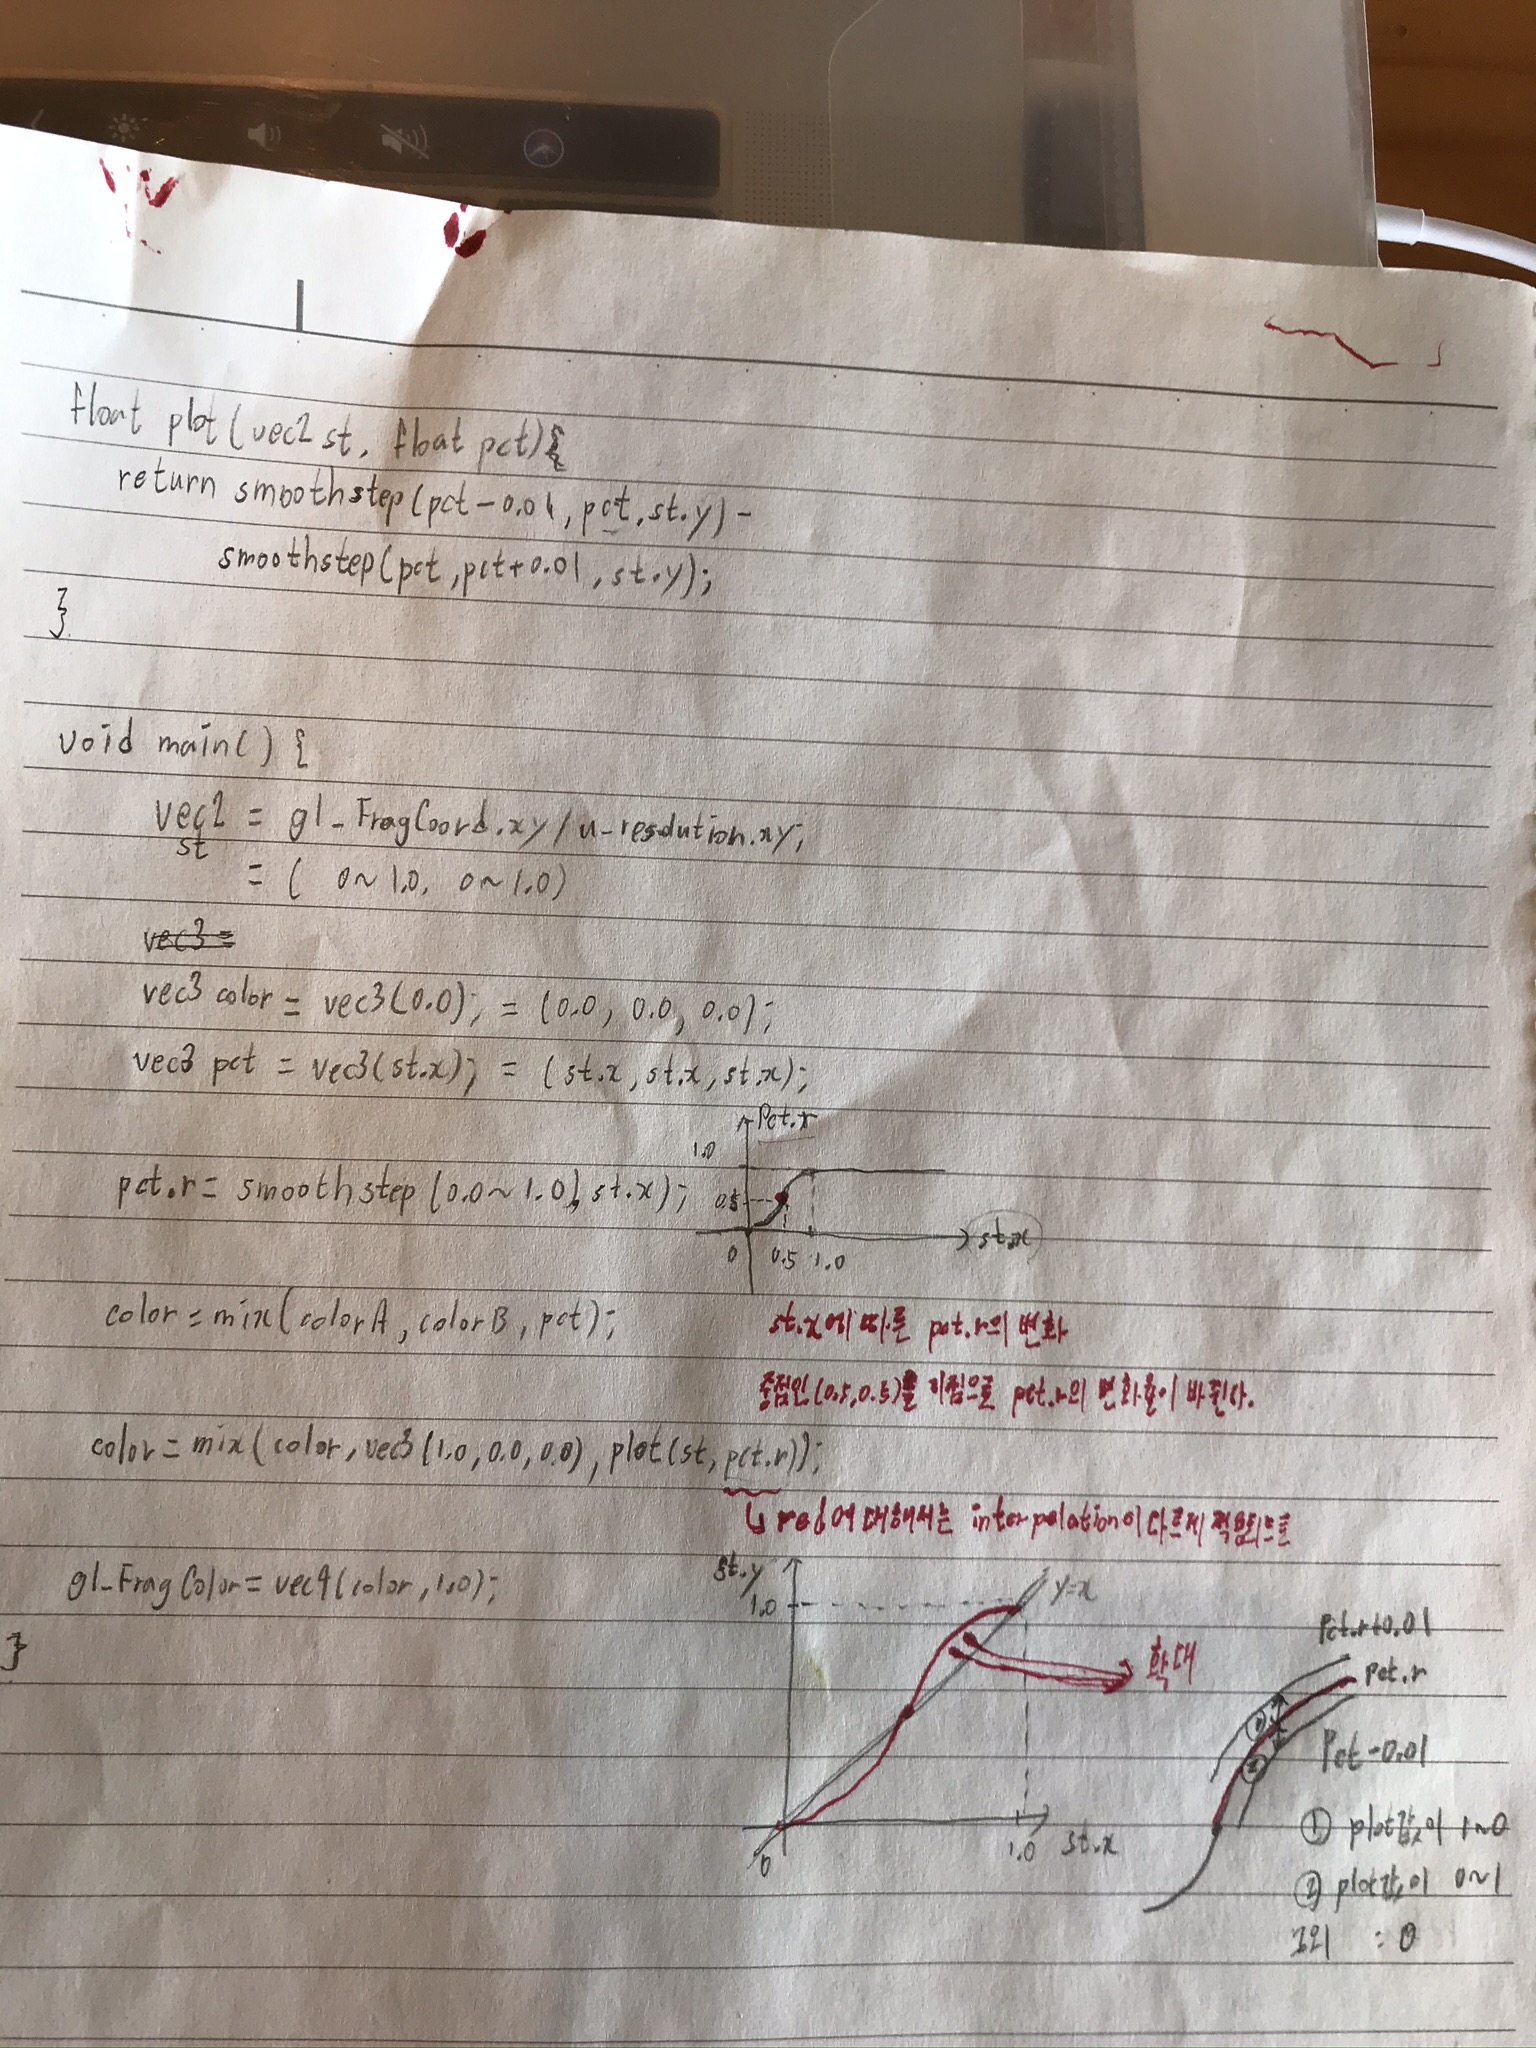 float plot(vec2 st, float pct){
return smoothstep(pct-0.01, pct, st.y) -
smoothstep(pct, pct+0.01, st.y);
}
void main() {
vec2 st = gl_FragCoord.xy / u_resolution.xy;
= ( 0~1.0, 0~1.0)
vec3 =
vec3 color = vec3(0.0); = (0.0, 0.0, 0.0);
vec3 pct = vec3(st.x); = (st.x, st.x, st.x);
Pct.r
1.0
pct.r = smoothstep (0.0~1.0), st.x);
0.5
st.x
0 0.5 1.0
color = mix(colorA, colorB, pct);
st.x에 따른 pct.r의 변화
중점인 (0.5, 0.5)를 기점으로 pct.r의 변화율이 바뀐다.
color = mix(color, vec3(1.0, 0.0, 0.0), plot(st, pct.r));
↳ red에 대해서는 interpolation이 다르게 적용되므로
gl_FragColor = vec4(color, 1.0);
}
st.y
1.0
y=x
확대
0
1.0 st.x
Pct.r+0.01
Pct.r
Pct-0.01
① plot값이 1~0
② plot값이 0~1
그외 : 0